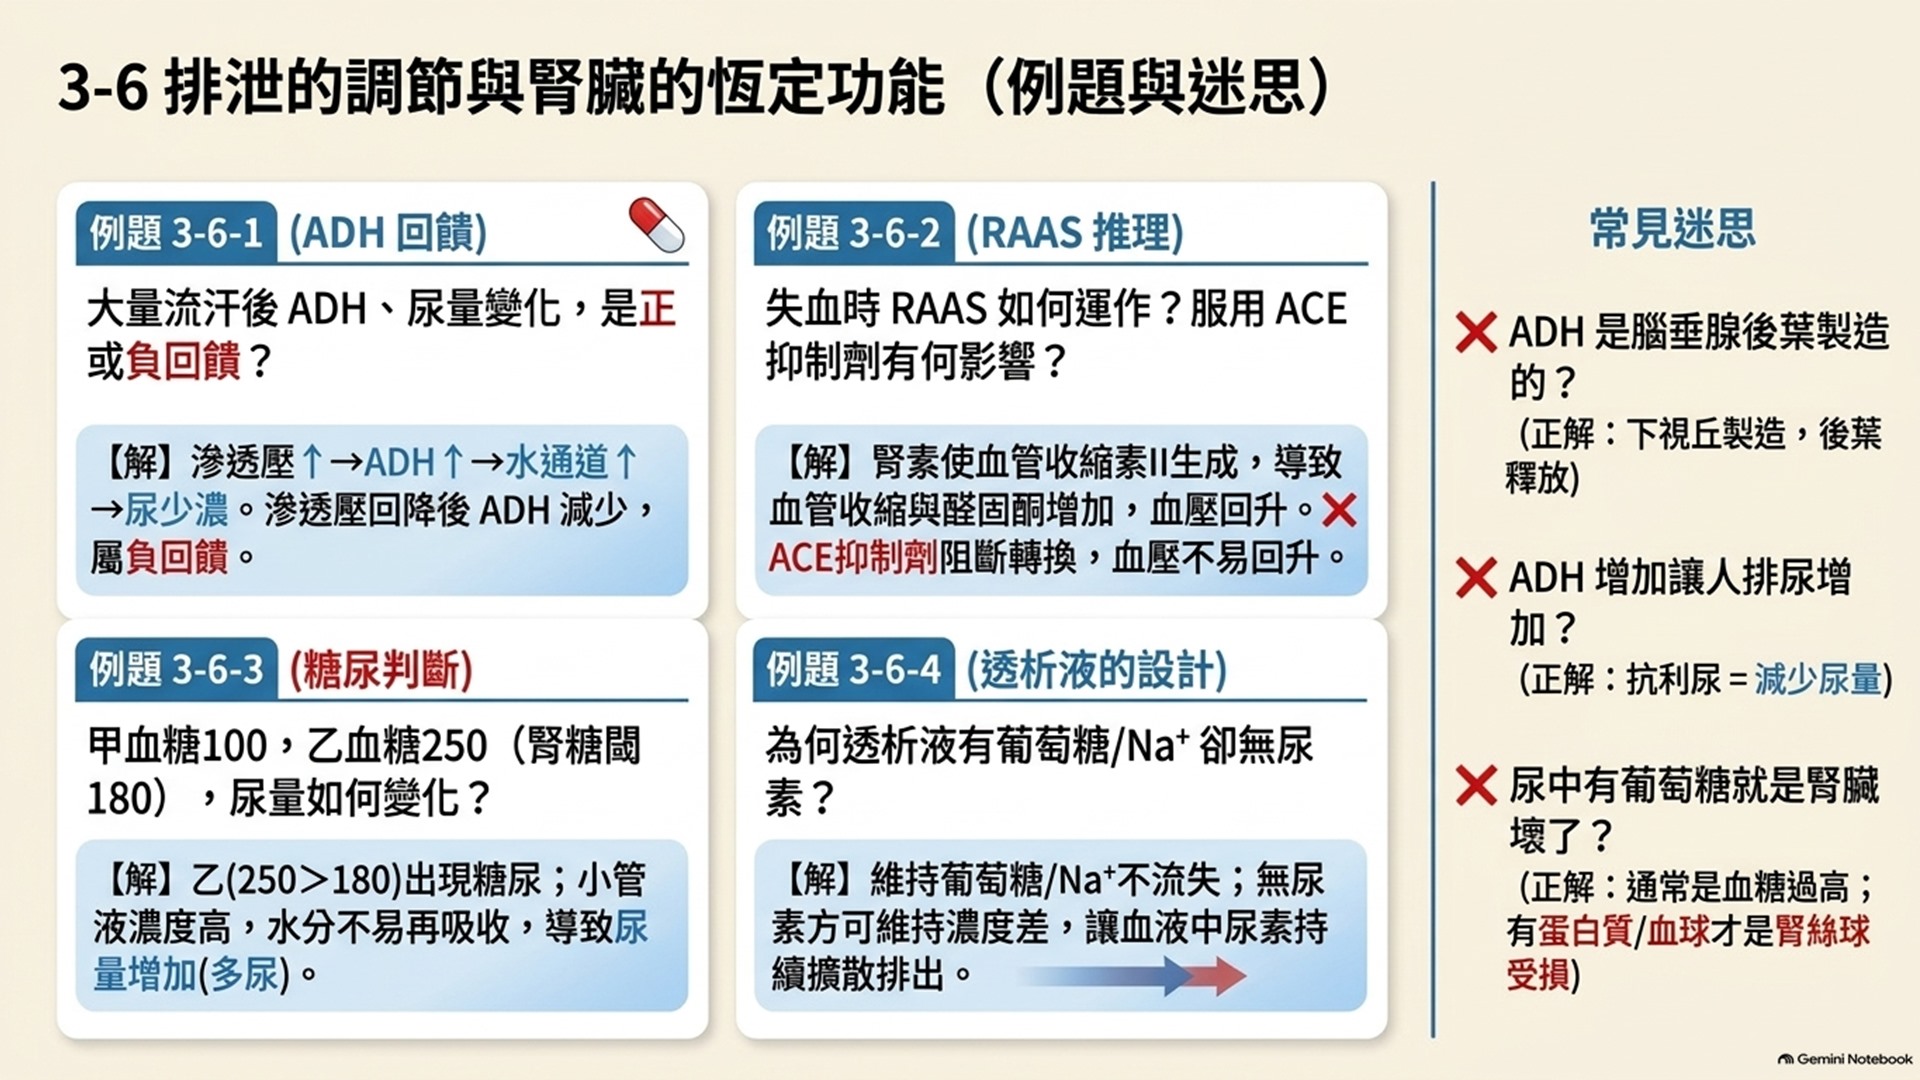 3-6 排泄的調節與腎臟的恆定功能（例題與迷思）
例題 3-6-1 (ADH 回饋)
大量流汗後 ADH、尿量變化，是正
或負回饋？
【解】滲透壓↑→ADH↑→水通道↑
→尿少濃。滲透壓回降後 ADH 減少，
屬負回饋。
例題 3-6-2 (RAAS 推理)
失血時 RAAS 如何運作？服用 ACE
抑制劑有何影響？
【解】腎素使血管收縮素II生成，導致
血管收縮與醛固酮增加，血壓回升。❌
ACE抑制劑阻斷轉換，血壓不易回升。
例題 3-6-3 (糖尿判斷)
甲血糖100，乙血糖250（腎糖閾
180），尿量如何變化？
【解】乙(250＞180)出現糖尿；小管
液濃度高，水分不易再吸收，導致尿
量增加(多尿)。
例題 3-6-4 (透析液的設計)
為何透析液有葡萄糖/Na⁺ 卻無尿
素？
【解】維持葡萄糖/Na⁺不流失；無尿
素方可維持濃度差，讓血液中尿素持
續擴散排出。
常見迷思
❌ ADH 是腦垂腺後葉製造
的？
(正解：下視丘製造，後葉
釋放)
❌ ADH 增加讓人排尿增
加？
(正解：抗利尿 = 減少尿量)
❌ 尿中有葡萄糖就是腎臟
壞了？
(正解：通常是血糖過高；
有蛋白質/血球才是腎絲球
受損)
Gemini Notebook